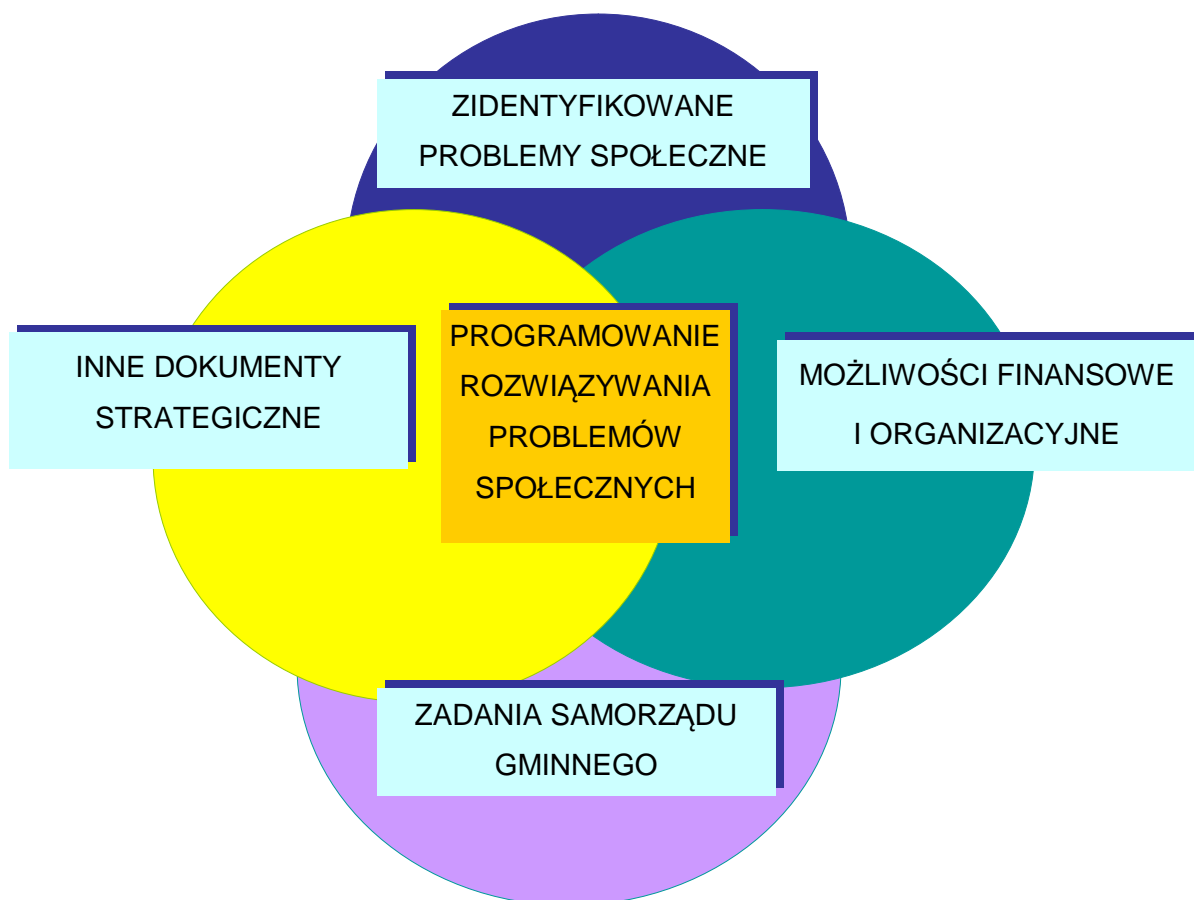 ZIDENTYFIKOWANE
PROBLEMY SPOŁECZNE
INNE DOKUMENTY
STRATEGICZNE
PROGRAMOWANIE
ROZWIĄZYWANIA
PROBLEMÓW
SPOŁECZNYCH
MOŻLIWOŚCI FINANSOWE
I ORGANIZACYJNE
ZADANIA SAMORZĄDU
GMINNEGO